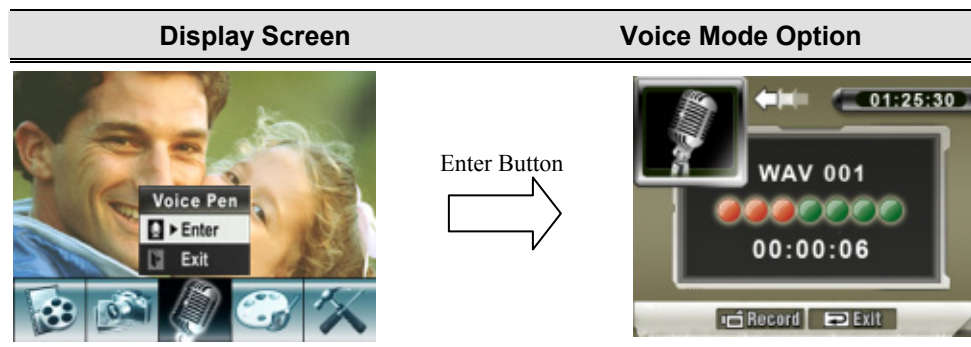 Display Screen
Voice Mode Option
Voice Pen
Enter
Exit
Enter Button
01:25:30
WAV 001
00:00:06
Record
Exit